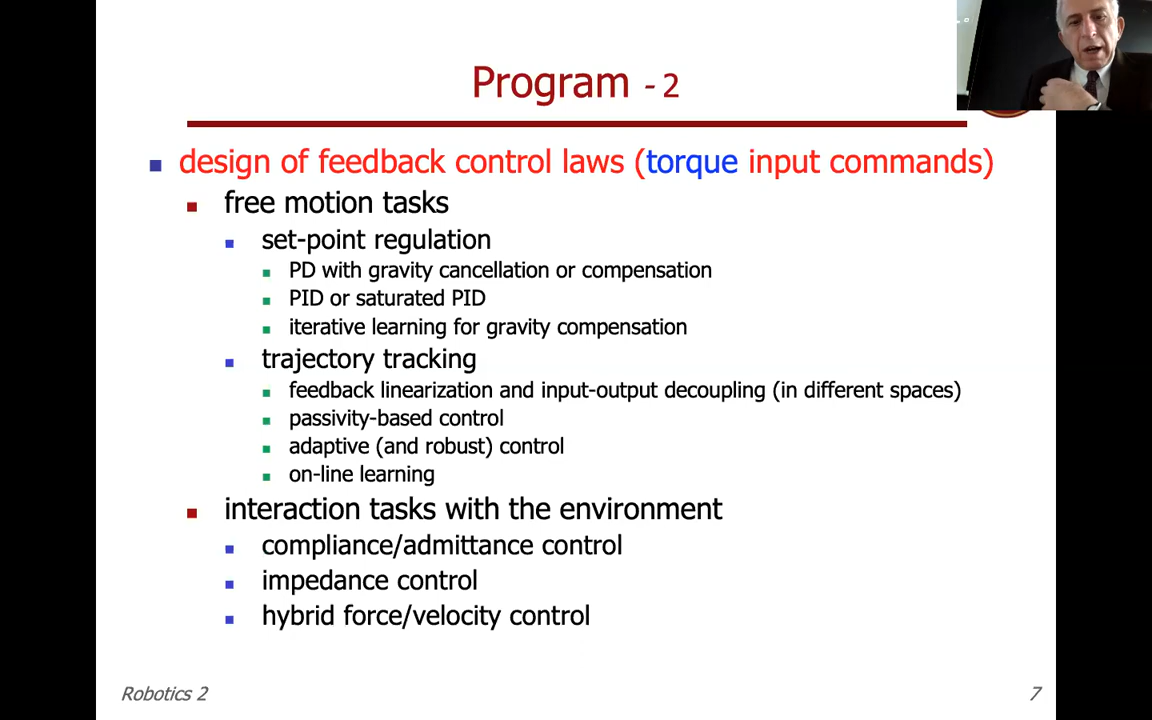 Program - 2
design of feedback control laws (torque input commands)
free motion tasks
set-point regulation
PD with gravity cancellation or compensation
PID or saturated PID
iterative learning for gravity compensation
trajectory tracking
feedback linearization and input-output decoupling (in different spaces)
passivity-based control
adaptive (and robust) control
on-line learning
interaction tasks with the environment
compliance/admittance control
impedance control
hybrid force/velocity control
Robotics 2
7